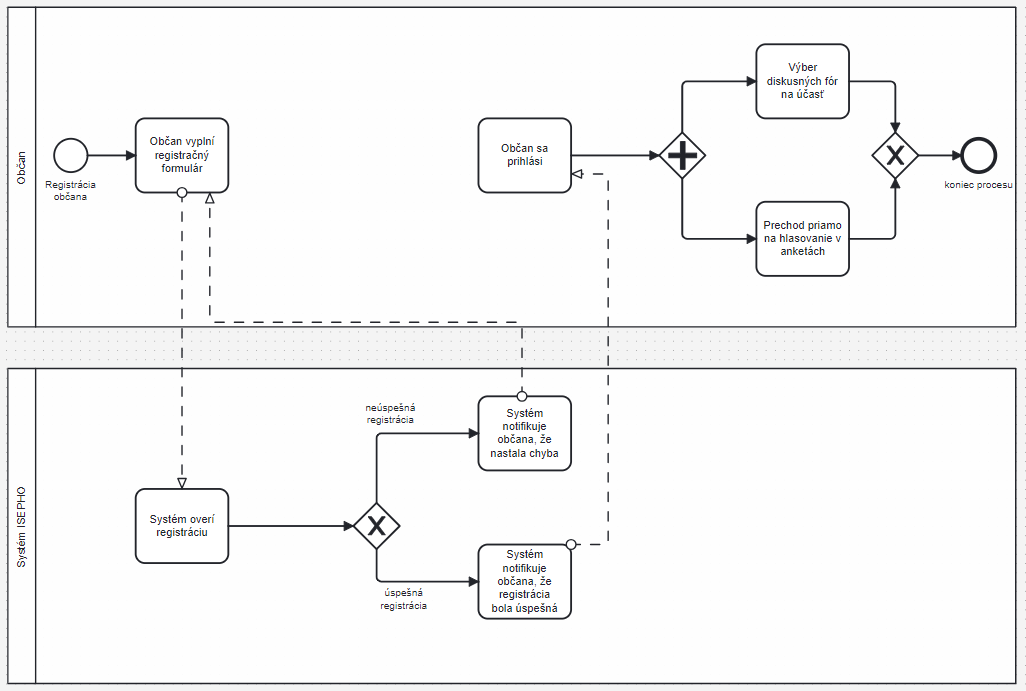 Občan
Registrácia
občana
Občan vyplní
registračný
formulár
Občan sa
prihlási
Výber
diskusných fór
na účasť
Prechod priamo
na hlasovanie v
anketách
koniec procesu
Systém ISEPHO
Systém overí
registráciu
neúspešná
registrácia
úspešná
registrácia
Systém
notifikuje
občana, že
nastala chyba
Systém
notifikuje
občana, že
registrácia
bola úspešná